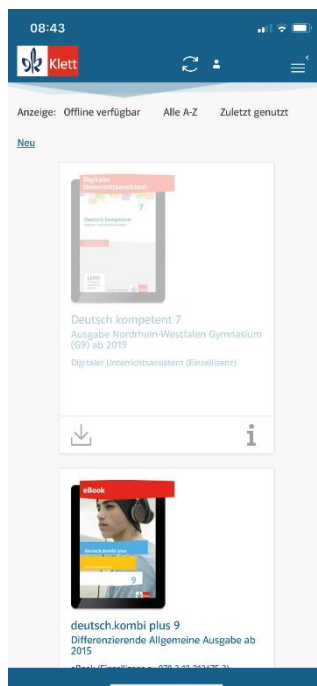 08:43
Klett
Anzeige: Offline verfügbar Alle A-Z Zuletzt genutzt
Neu
Digitaler
Unterrichtsassistent
7
Deutsch kompetent
Deutsch kompetent 7
Ausgabe Nordrhein-Westfalen Gymnasium
(G9) ab 2019
Digitaler Unterrichtsassistent (Einzellizenz)
i
eBook
deutsch.kombi plus
9
deutsch.kombi plus 9
Differenzierende Allgemeine Ausgabe ab
2015